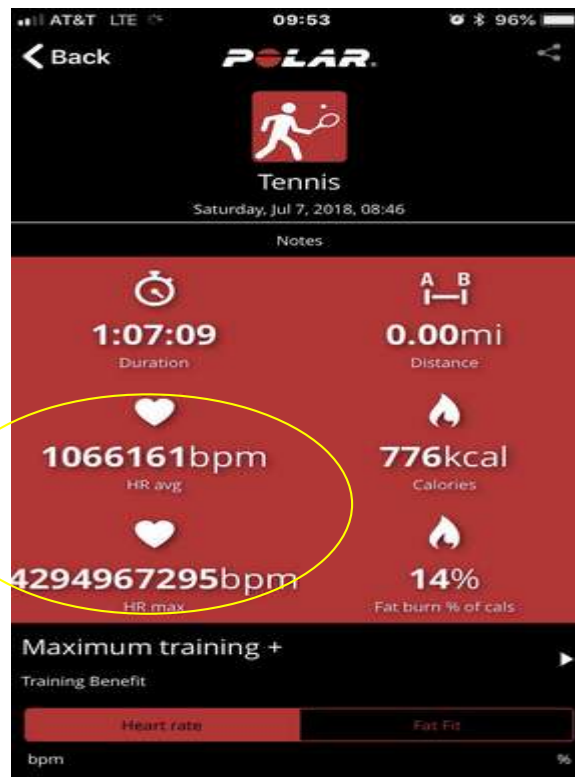 AT&T LTE 09:53 96%
Back POLAR.
Tennis
Saturday, Jul 7, 2018, 08:46
Notes
A B
1:07:09 0.00mi
Duration Distance
1066161bpm 776kcal
HR avg Calories
4294967295bpm 14%
HR max Fat burn % of cals
Maximum training +
Training Benefit
Heart rate Fat Fit
bpm %